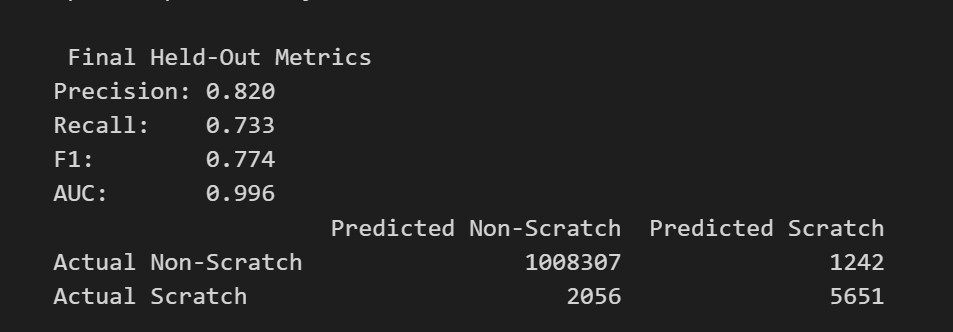 Final Held-Out Metrics
Precision: 0.820
Recall: 0.733
F1: 0.774
AUC: 0.996
Predicted Non-Scratch Predicted Scratch
Actual Non-Scratch 1008307 1242
Actual Scratch 2056 5651